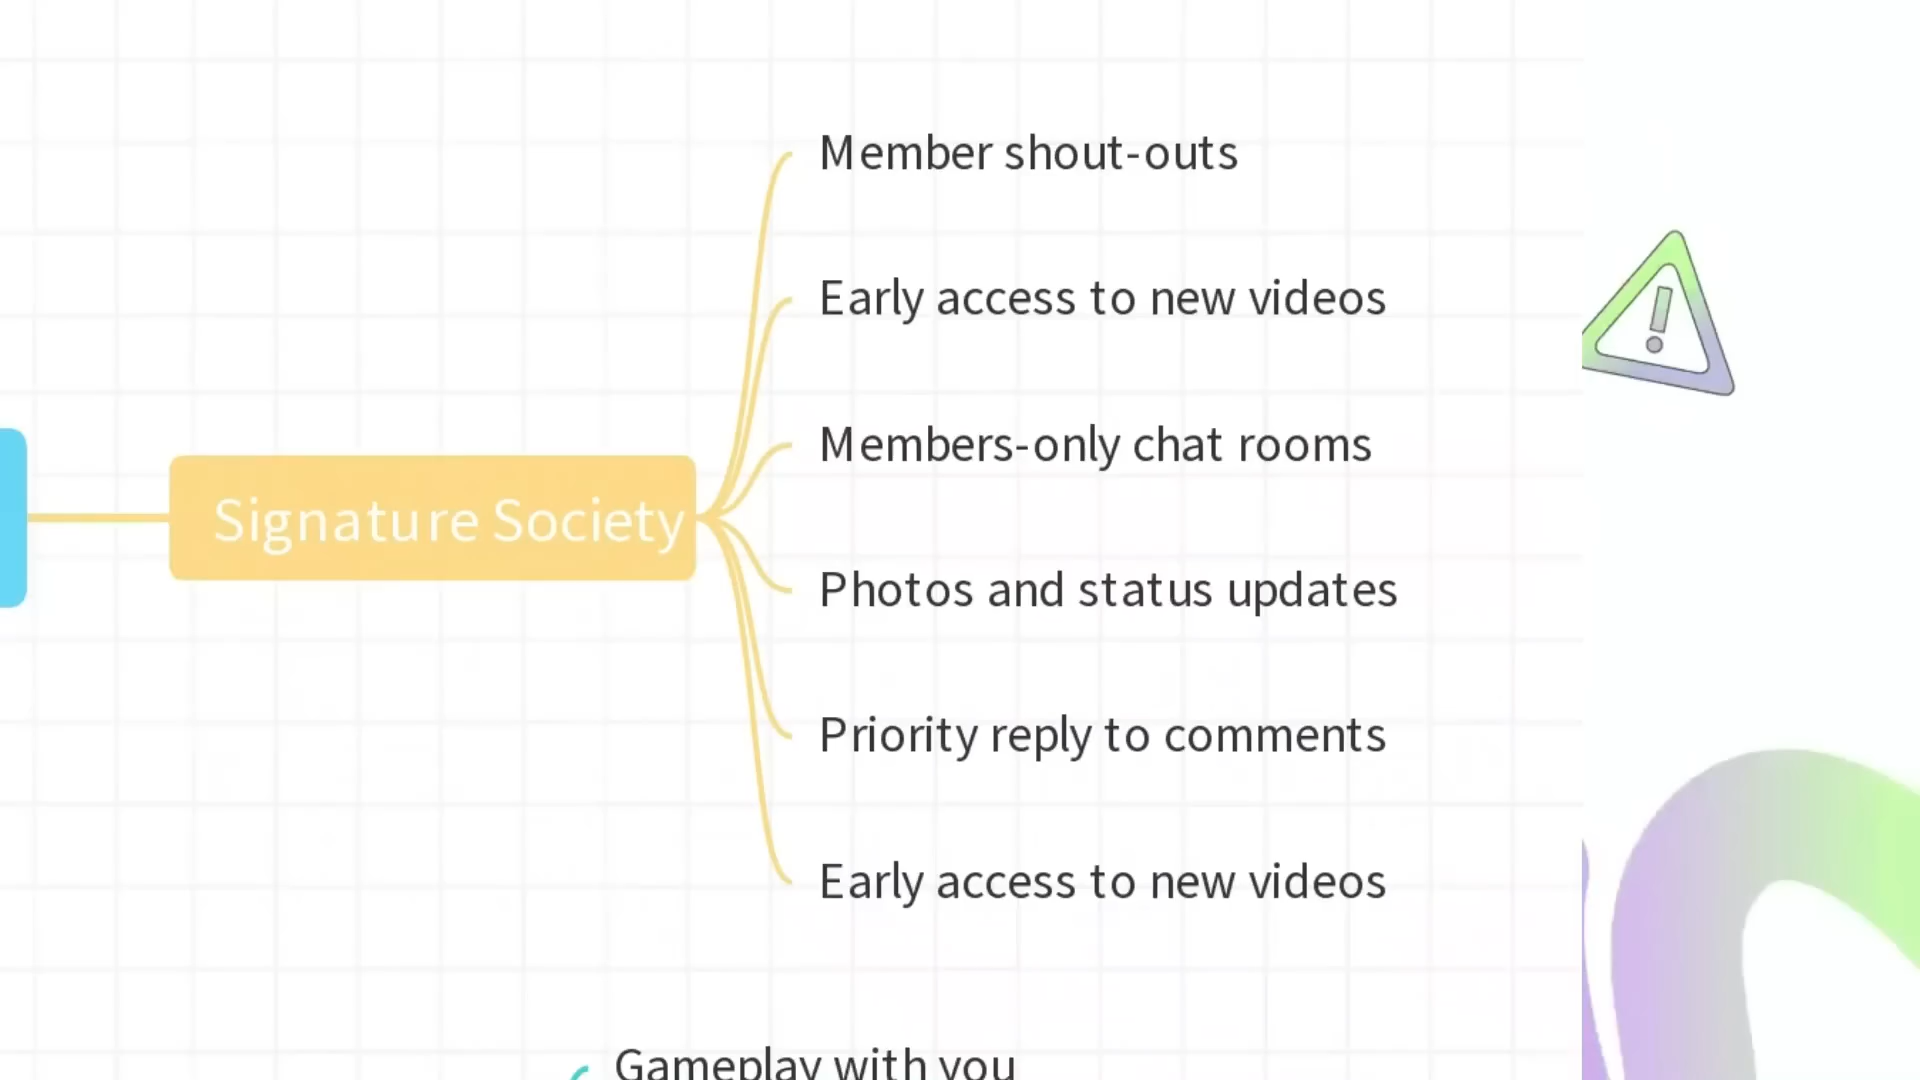 Member shout-outs
Early access to new videos
Members-only chat rooms
Signature Society
Photos and status updates
Priority reply to comments
Early access to new videos
Gameplay with you